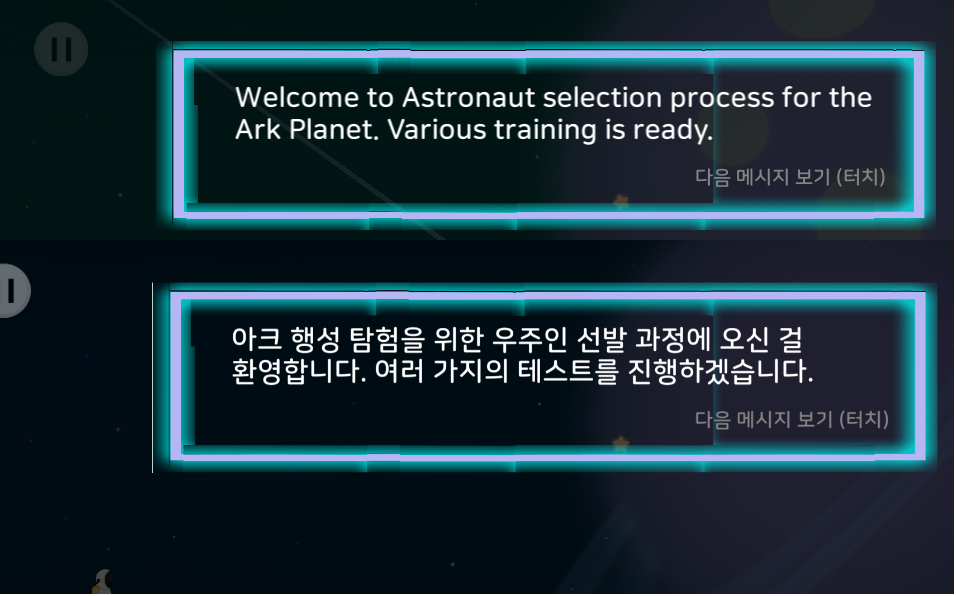 Welcome to Astronaut selection process for the
Ark Planet. Various training is ready.
다음 메시지 보기 (터치)
아크 행성 탐험을 위한 우주인 선발 과정에 오신 걸
환영합니다. 여러 가지의 테스트를 진행하겠습니다.
다음 메시지 보기 (터치)